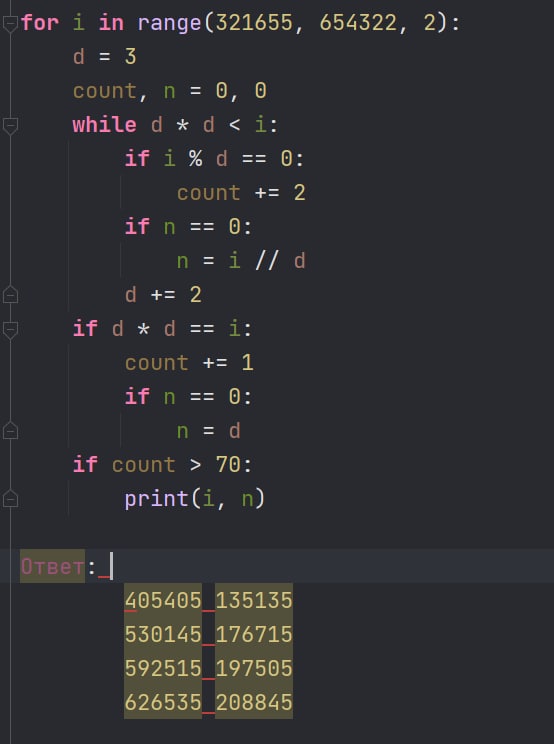 for i in range(321655, 654322, 2):
    d = 3
    count, n = 0, 0
    while d * d < i:
        if i % d == 0:
            count += 2
        if n == 0:
            n = i // d
        d += 2
    if d * d == i:
        count += 1
        if n == 0:
            n = d
    if count > 70:
        print(i, n)

Ответ:
        405405 135135
        530145 176715
        592515 197505
        626535 208845